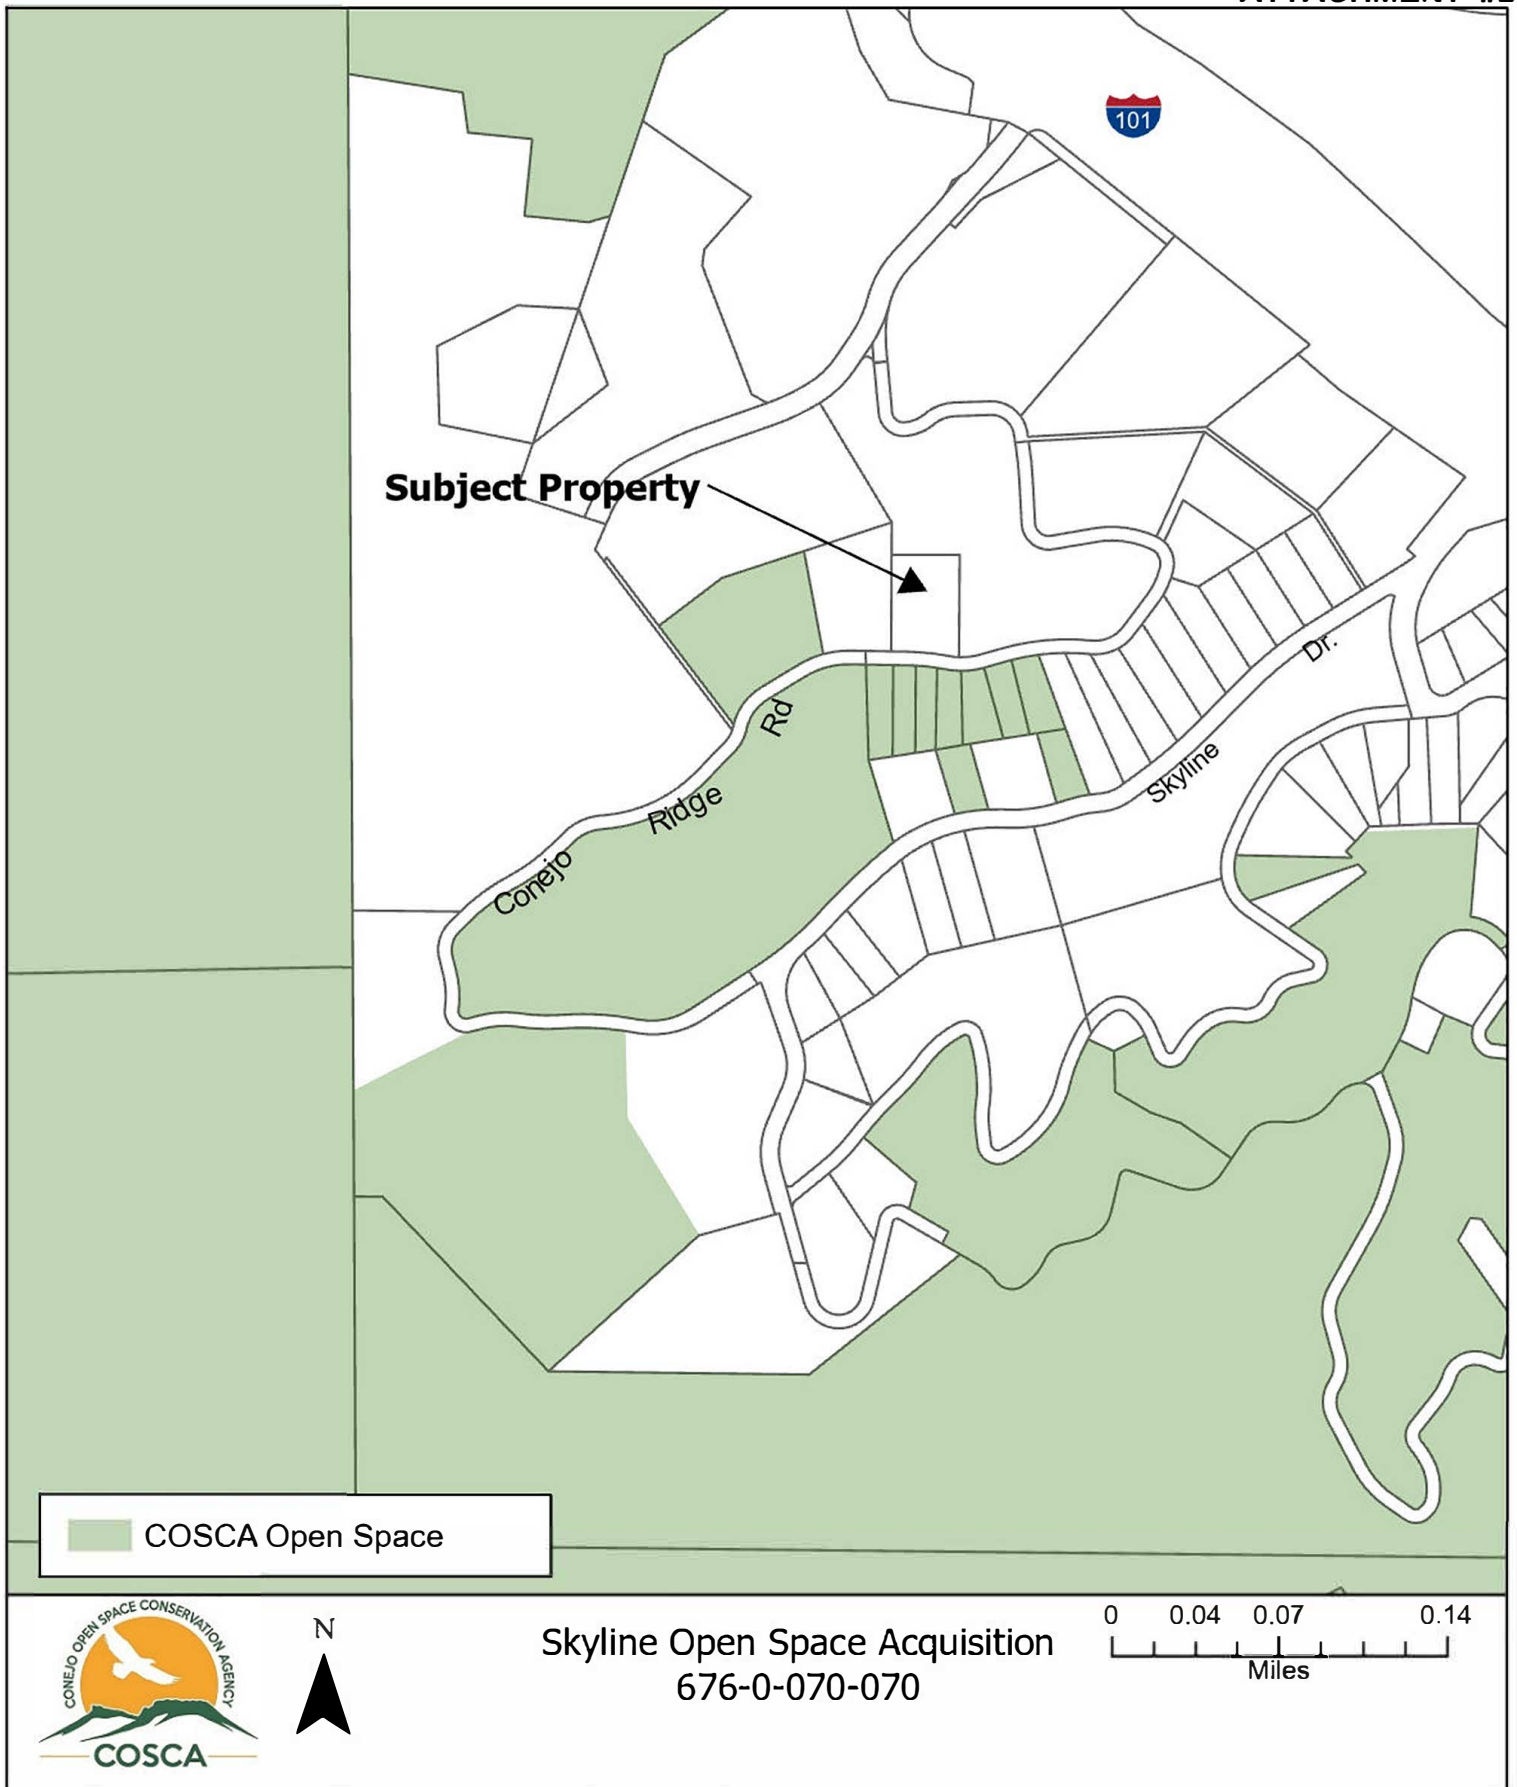 101
Subject Property
Dr.
Rd
Skyline
Ridge
Conejo
COSCA Open Space
CONEJO OPEN SPACE CONSERVATION AGENCY
COSCA
N
Skyline Open Space Acquisition
676-0-070-070
0 0.04 0.07 0.14
Miles